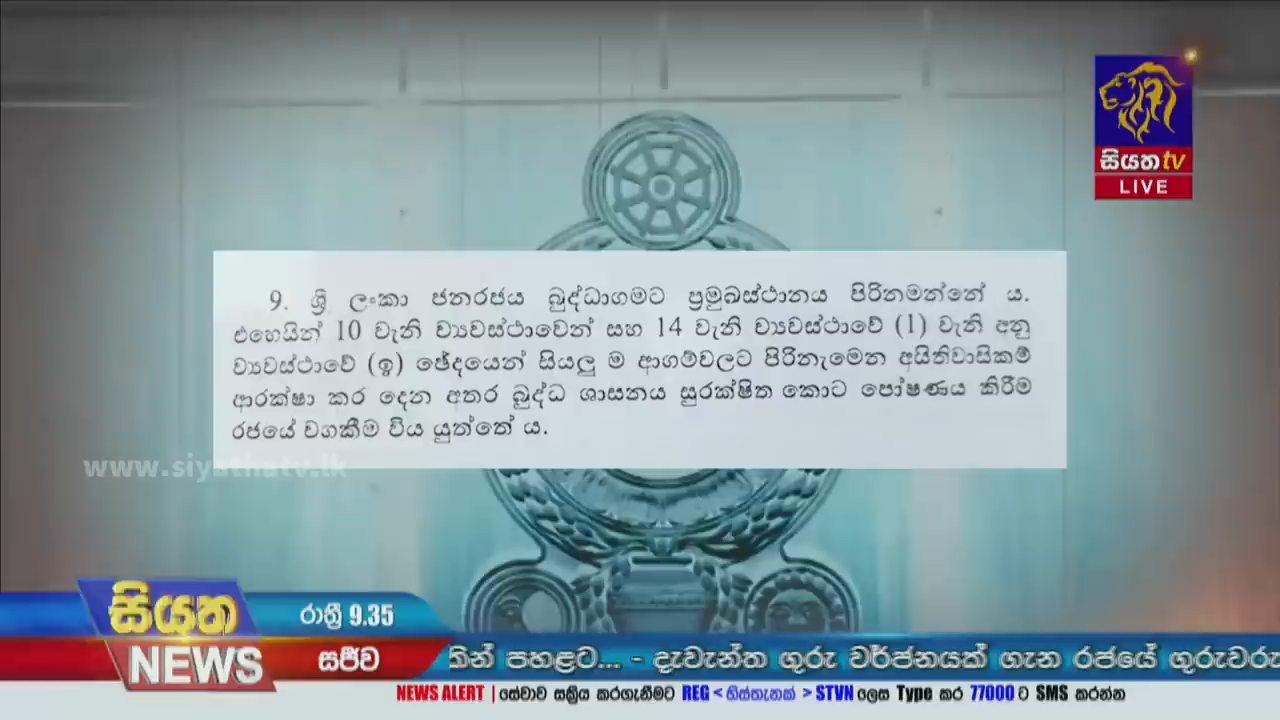 සියත tv
LIVE
9. ශ්‍රී ලංකා ජනරජය බුද්ධාගමට ප්‍රමුඛස්ථානය පිරිනමන්නේ ය.
එහෙයින් 10 වැනි ව්‍යවස්ථාවෙන් සහ 14 වැනි ව්‍යවස්ථාවේ (1) වැනි අනු
ව්‍යවස්ථාවේ (ඉ) ඡේදයෙන් සියලු ම ආගම්වලට පිරිනැමෙන අයිතිවාසිකම්
ආරක්ෂා කර දෙන අතර බුද්ධ ශාසනය සුරක්ෂිත කොට පෝෂණය කිරීම
රජයේ වගකීම විය යුත්තේ ය.
www.siyathatv.lk
සියත
NEWS
රාත්‍රී 9.35
සජීව
කින් පහළට... - දැවැන්ත ගුරු වර්ජනයක් ගැන රජයේ ගුරුවරු
NEWS ALERT | සේවාව සක්‍රිය කරගැනීමට REG < හිස්තැනක් > STVN ලෙස Type කර 77000 ට SMS කරන්න